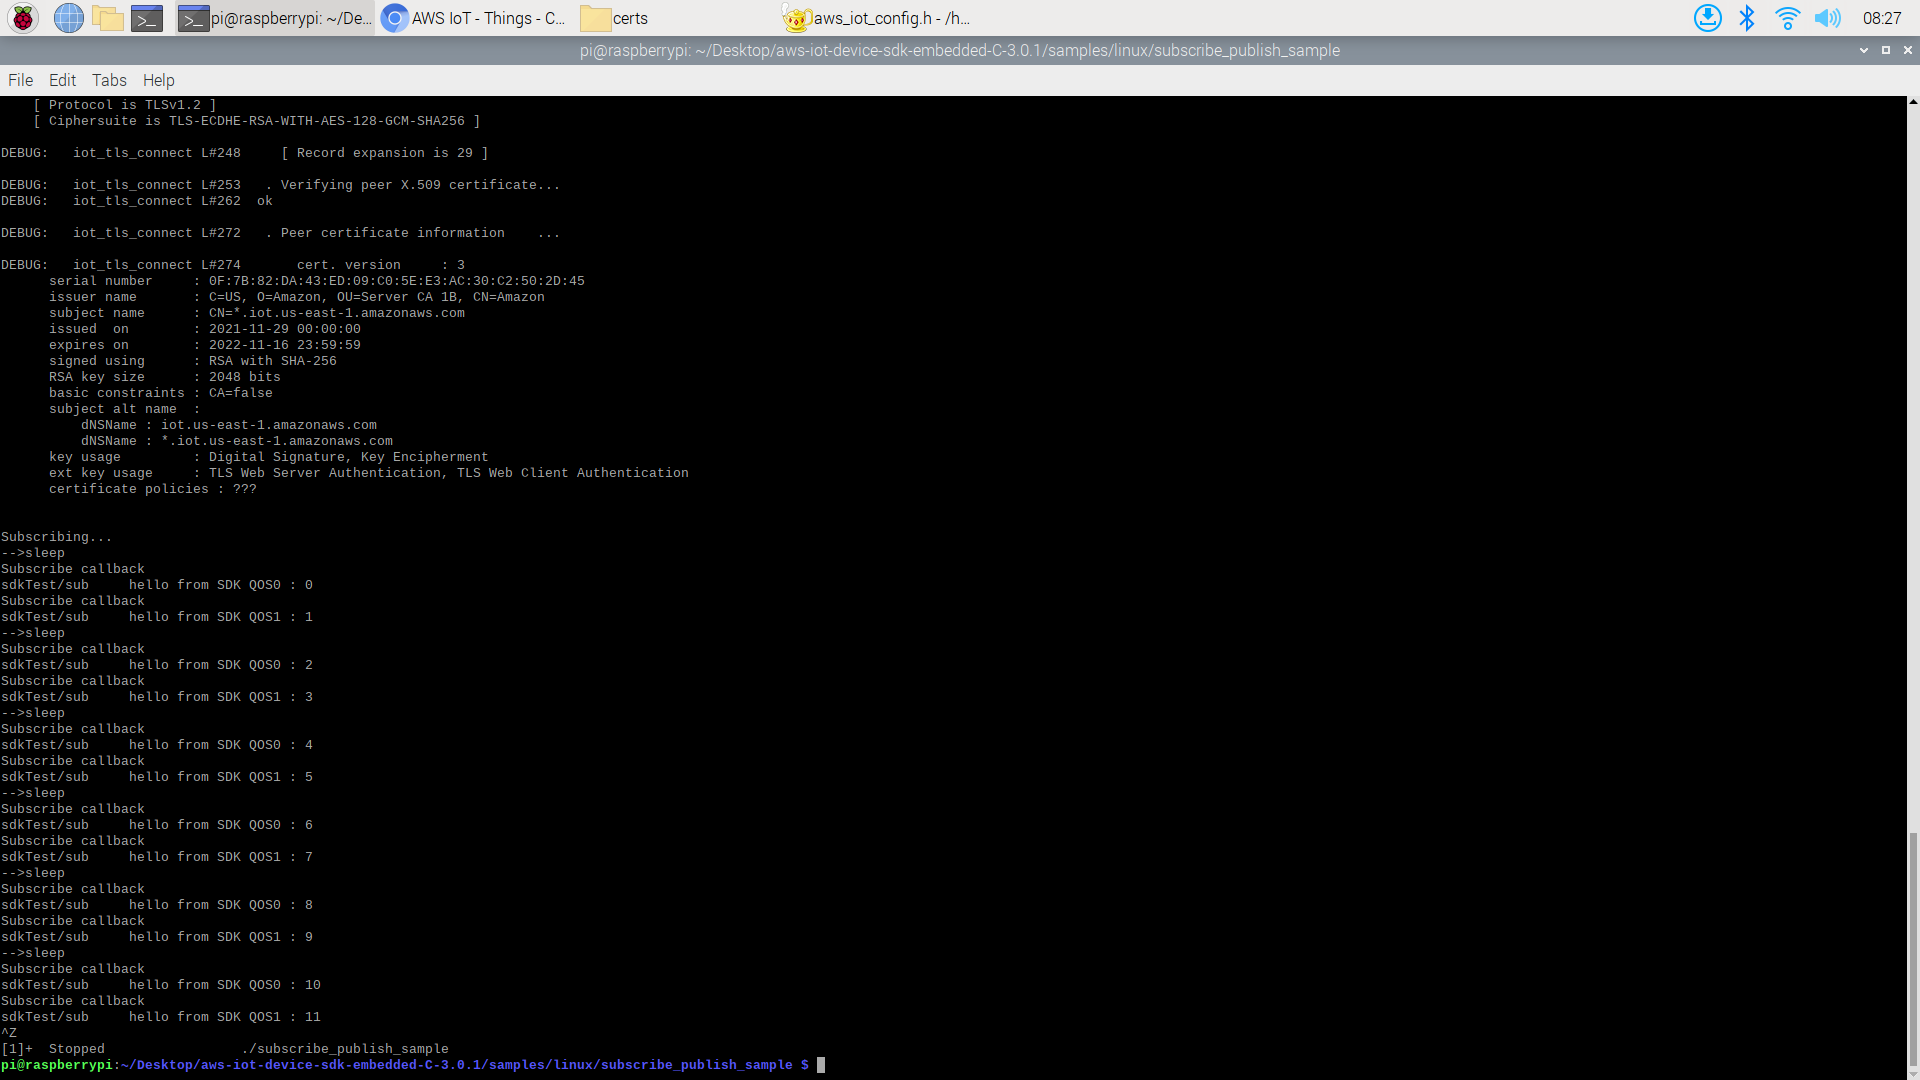 pi@raspberrypi: ~/De... AWS IoT - Things - C... certs aws_iot_config.h - /h... 08:27
pi@raspberrypi: ~/Desktop/aws-iot-device-sdk-embedded-C-3.0.1/samples/linux/subscribe_publish_sample
File Edit Tabs Help
[ Protocol is TLSv1.2 ]
[ Ciphersuite is TLS-ECDHE-RSA-WITH-AES-128-GCM-SHA256 ]
DEBUG:   iot_tls_connect L#248     [ Record expansion is 29 ]
DEBUG:   iot_tls_connect L#253   . Verifying peer X.509 certificate...
DEBUG:   iot_tls_connect L#262  ok
DEBUG:   iot_tls_connect L#272   . Peer certificate information    ...
DEBUG:   iot_tls_connect L#274       cert. version     : 3
serial number     : 0F:7B:82:DA:43:ED:09:C0:5E:E3:AC:30:C2:50:2D:45
issuer name       : C=US, O=Amazon, OU=Server CA 1B, CN=Amazon
subject name      : CN=*.iot.us-east-1.amazonaws.com
issued  on        : 2021-11-29 00:00:00
expires on        : 2022-11-16 23:59:59
signed using      : RSA with SHA-256
RSA key size      : 2048 bits
basic constraints : CA=false
subject alt name  :
dNSName : iot.us-east-1.amazonaws.com
dNSName : *.iot.us-east-1.amazonaws.com
key usage         : Digital Signature, Key Encipherment
ext key usage     : TLS Web Server Authentication, TLS Web Client Authentication
certificate policies : ???
Subscribing...
-->sleep
Subscribe callback
sdkTest/sub     hello from SDK QOS0 : 0
Subscribe callback
sdkTest/sub     hello from SDK QOS1 : 1
-->sleep
Subscribe callback
sdkTest/sub     hello from SDK QOS0 : 2
Subscribe callback
sdkTest/sub     hello from SDK QOS1 : 3
-->sleep
Subscribe callback
sdkTest/sub     hello from SDK QOS0 : 4
Subscribe callback
sdkTest/sub     hello from SDK QOS1 : 5
-->sleep
Subscribe callback
sdkTest/sub     hello from SDK QOS0 : 6
Subscribe callback
sdkTest/sub     hello from SDK QOS1 : 7
-->sleep
Subscribe callback
sdkTest/sub     hello from SDK QOS0 : 8
Subscribe callback
sdkTest/sub     hello from SDK QOS1 : 9
-->sleep
Subscribe callback
sdkTest/sub     hello from SDK QOS0 : 10
Subscribe callback
sdkTest/sub     hello from SDK QOS1 : 11
^Z
[1]+  Stopped                 ./subscribe_publish_sample
pi@raspberrypi:~/Desktop/aws-iot-device-sdk-embedded-C-3.0.1/samples/linux/subscribe_publish_sample $